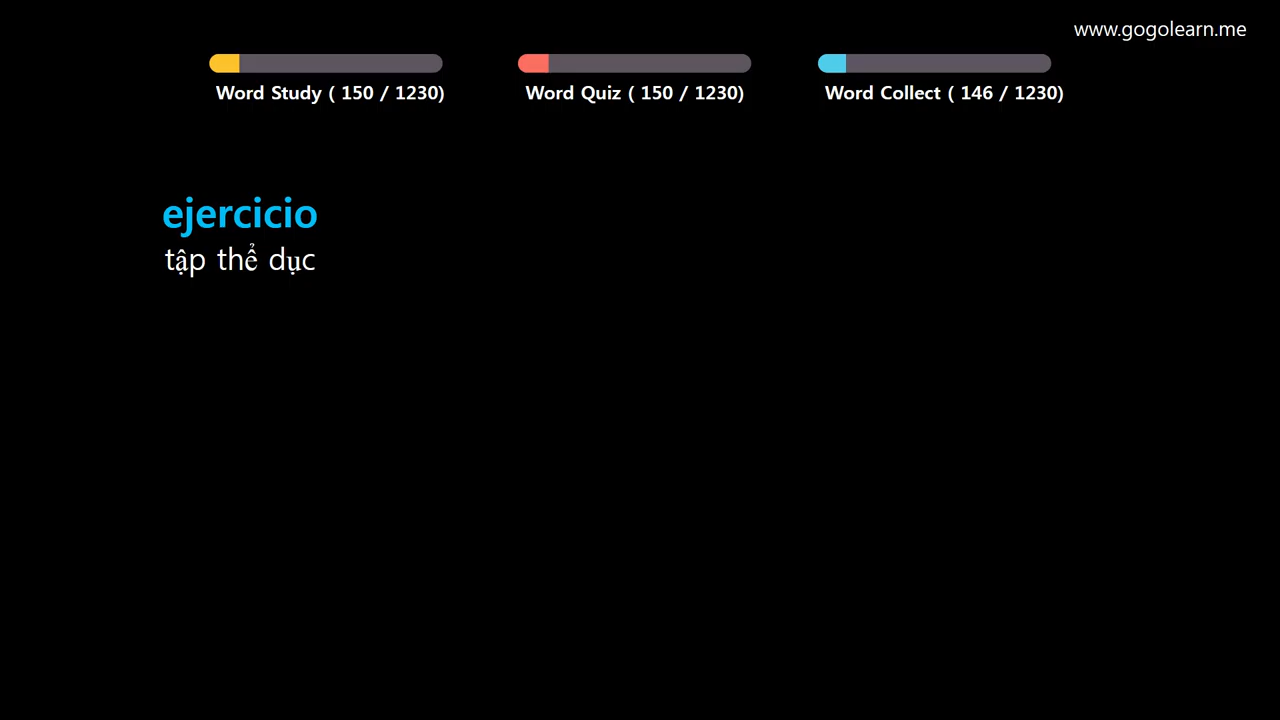 www.gogolearn.me
Word Study ( 150 / 1230)
Word Quiz ( 150 / 1230)
Word Collect ( 146 / 1230)
ejercicio
tập thể dục